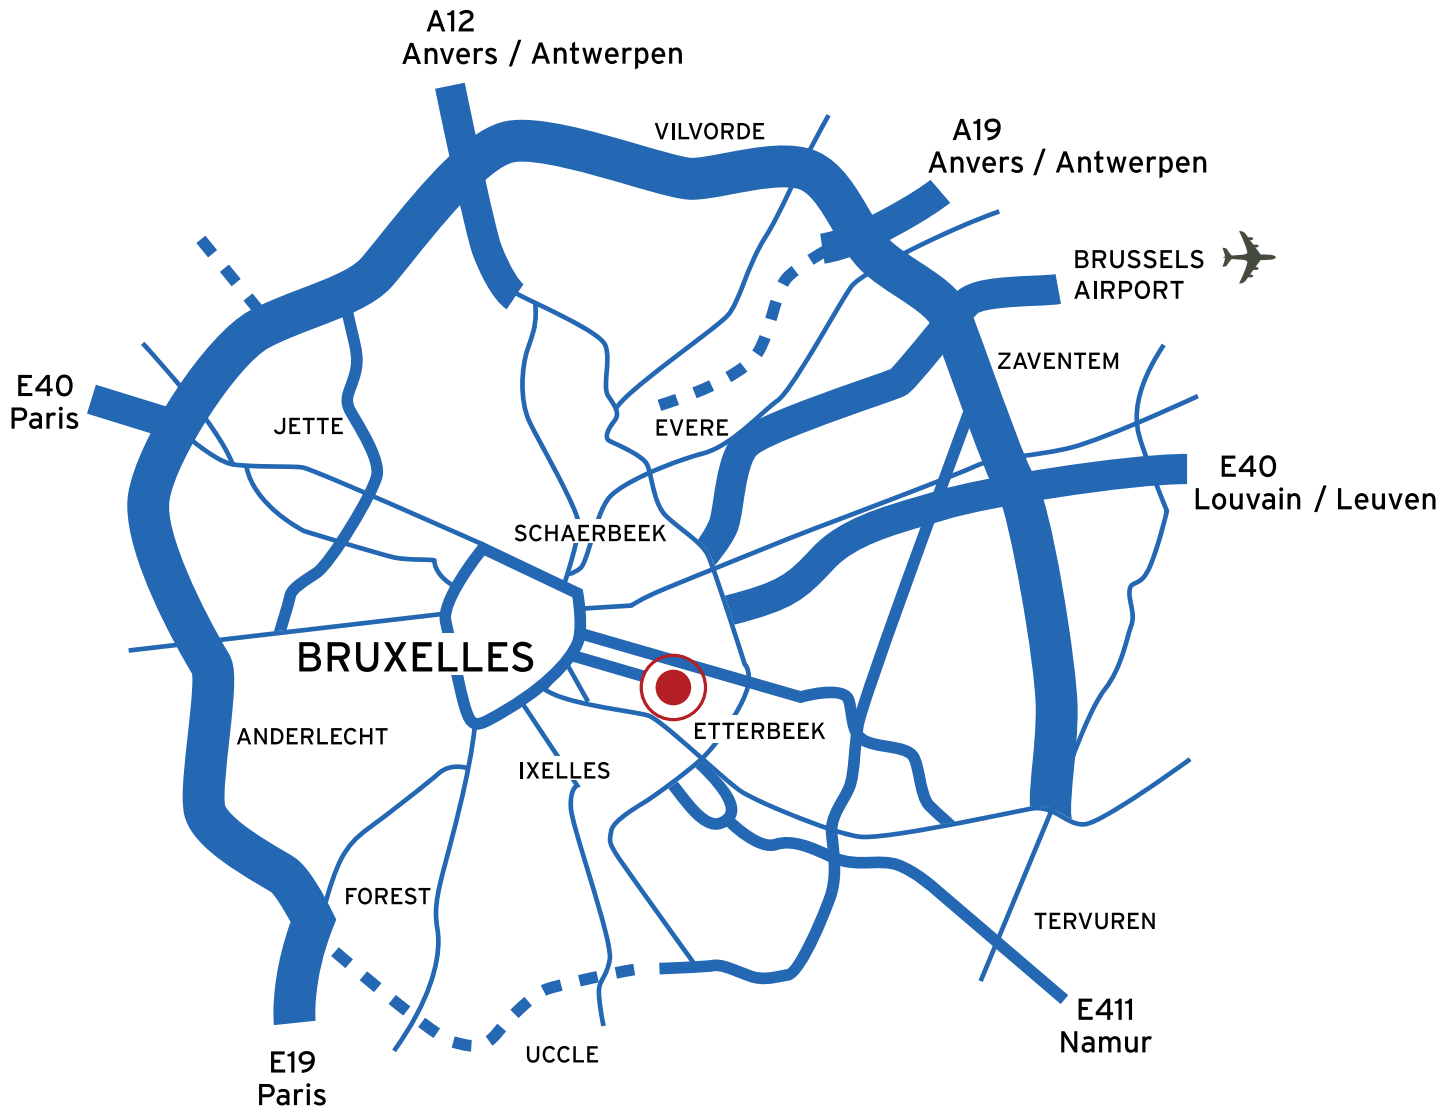 A12
Anvers / Antwerpen
VILVORDE
A19
Anvers / Antwerpen
BRUSSELS
AIRPORT
ZAVENTEM
E40
Paris
JETTE
EVERE
E40
Louvain / Leuven
SCHAERBEEK
BRUXELLES
ANDERLECHT
ETTERBEEK
IXELLES
FOREST
TERVUREN
E411
Namur
UCCLE
E19
Paris